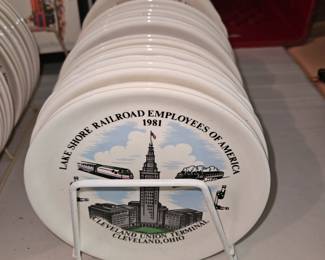 LAKE SHORE RAILROAD EMPLOYEES OF AMERICA
1981
CLEVELAND UNION TERMINAL
CLEVELAND, OHIO